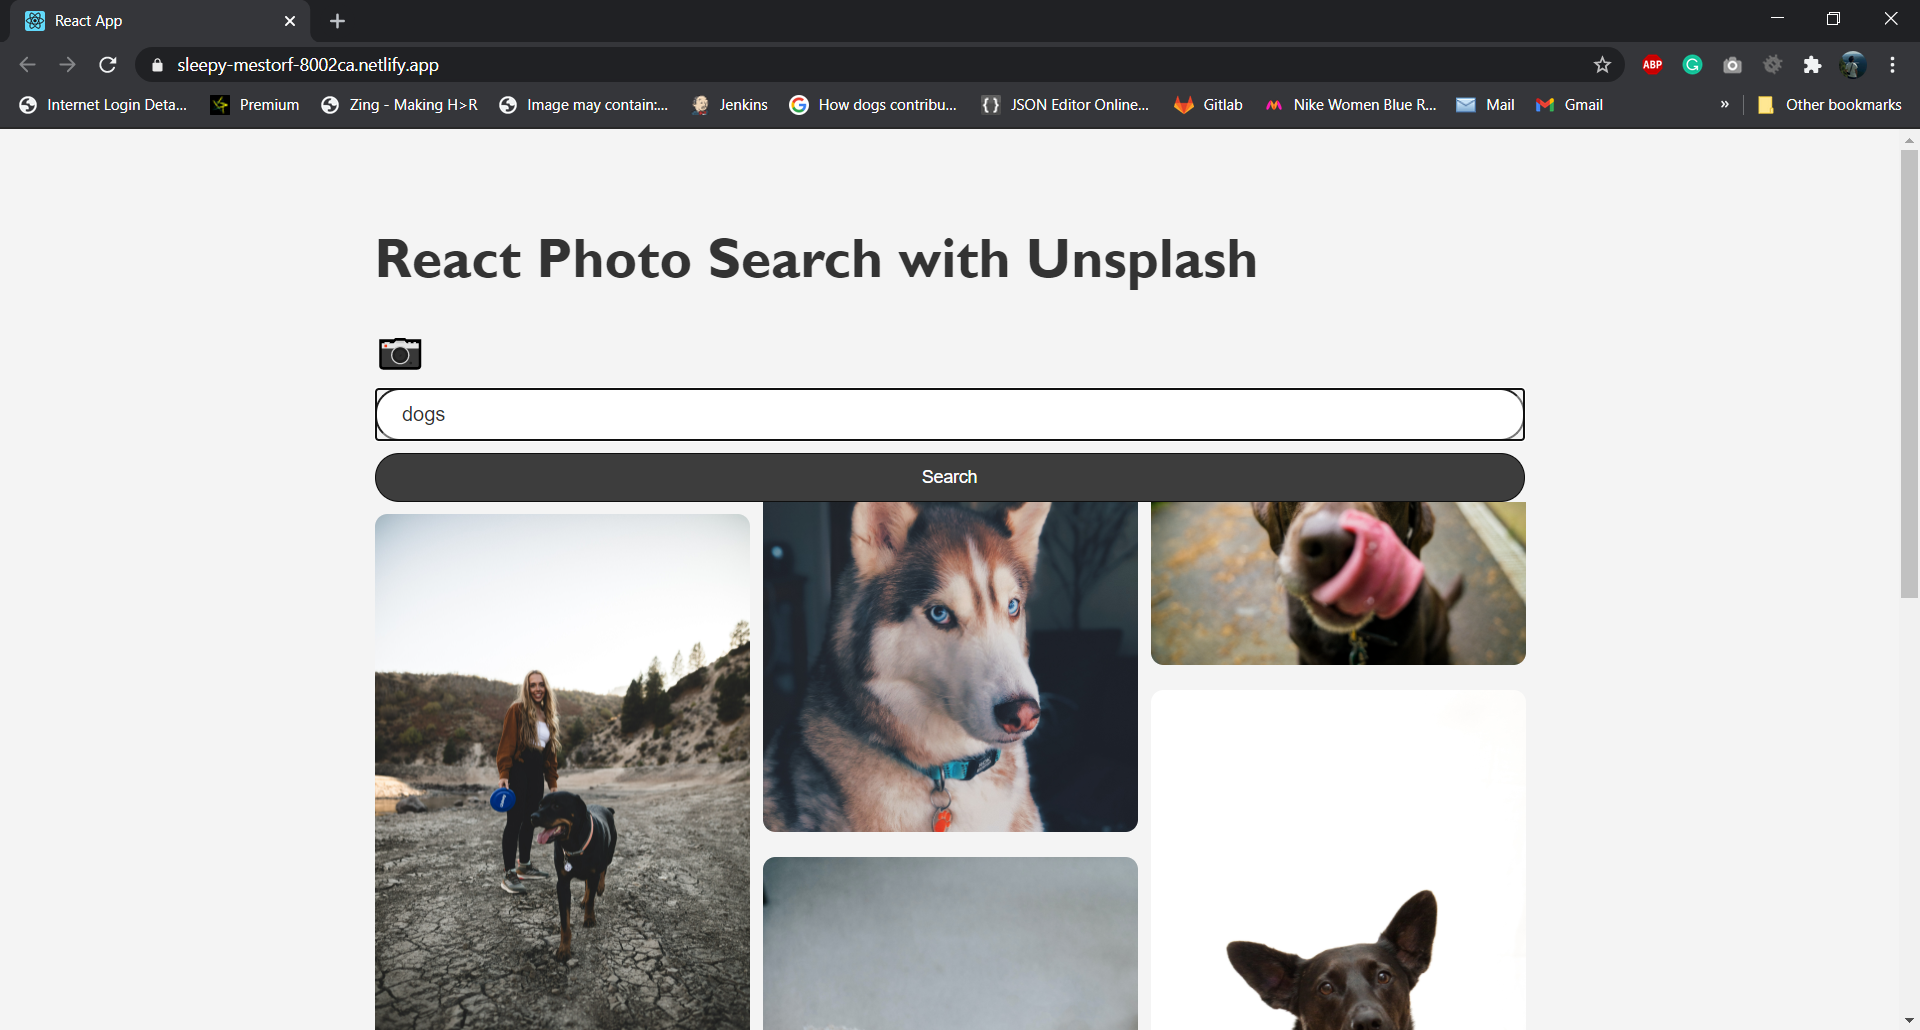 React App
sleepy-mestorf-8002ca.netlify.app
ABP
Internet Login Deta... Premium Zing - Making H>R Image may contain:... Jenkins How dogs contribu... JSON Editor Online... Gitlab Nike Women Blue R... Mail Gmail » Other bookmarks
React Photo Search with Unsplash
dogs
Search